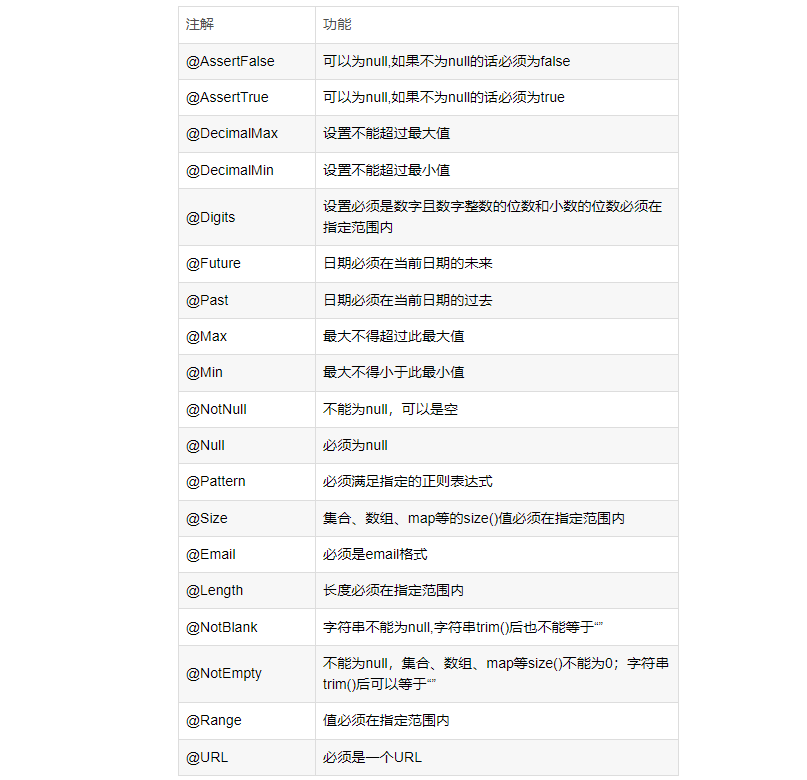 注解 功能
@AssertFalse 可以为null,如果不为null的话必须为false
@AssertTrue 可以为null,如果不为null的话必须为true
@DecimalMax 设置不能超过最大值
@DecimalMin 设置不能超过最小值
@Digits 设置必须是数字且数字整数的位数和小数的位数必须在
指定范围内
@Future 日期必须在当前日期的未来
@Past 日期必须在当前日期的过去
@Max 最大不得超过此最大值
@Min 最大不得小于此最小值
@NotNull 不能为null，可以是空
@Null 必须为null
@Pattern 必须满足指定的正则表达式
@Size 集合、数组、map等的size()值必须在指定范围内
@Email 必须是email格式
@Length 长度必须在指定范围内
@NotBlank 字符串不能为null,字符串trim()后也不能等于“”
@NotEmpty 不能为null，集合、数组、map等size()不能为0；字符串
trim()后可以等于“”
@Range 值必须在指定范围内
@URL 必须是一个URL